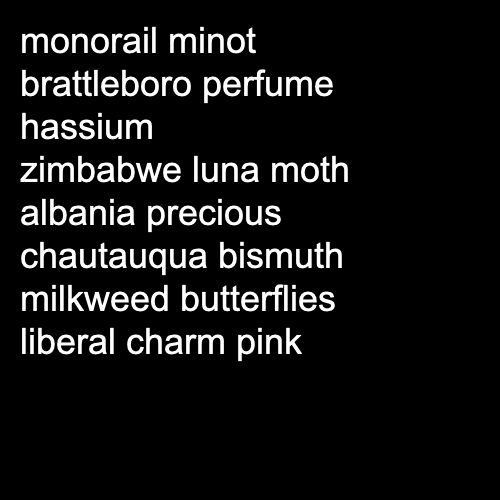 monorail minot
brattleboro perfume
hassium
zimbabwe luna moth
albania precious
chautauqua bismuth
milkweed butterflies
liberal charm pink